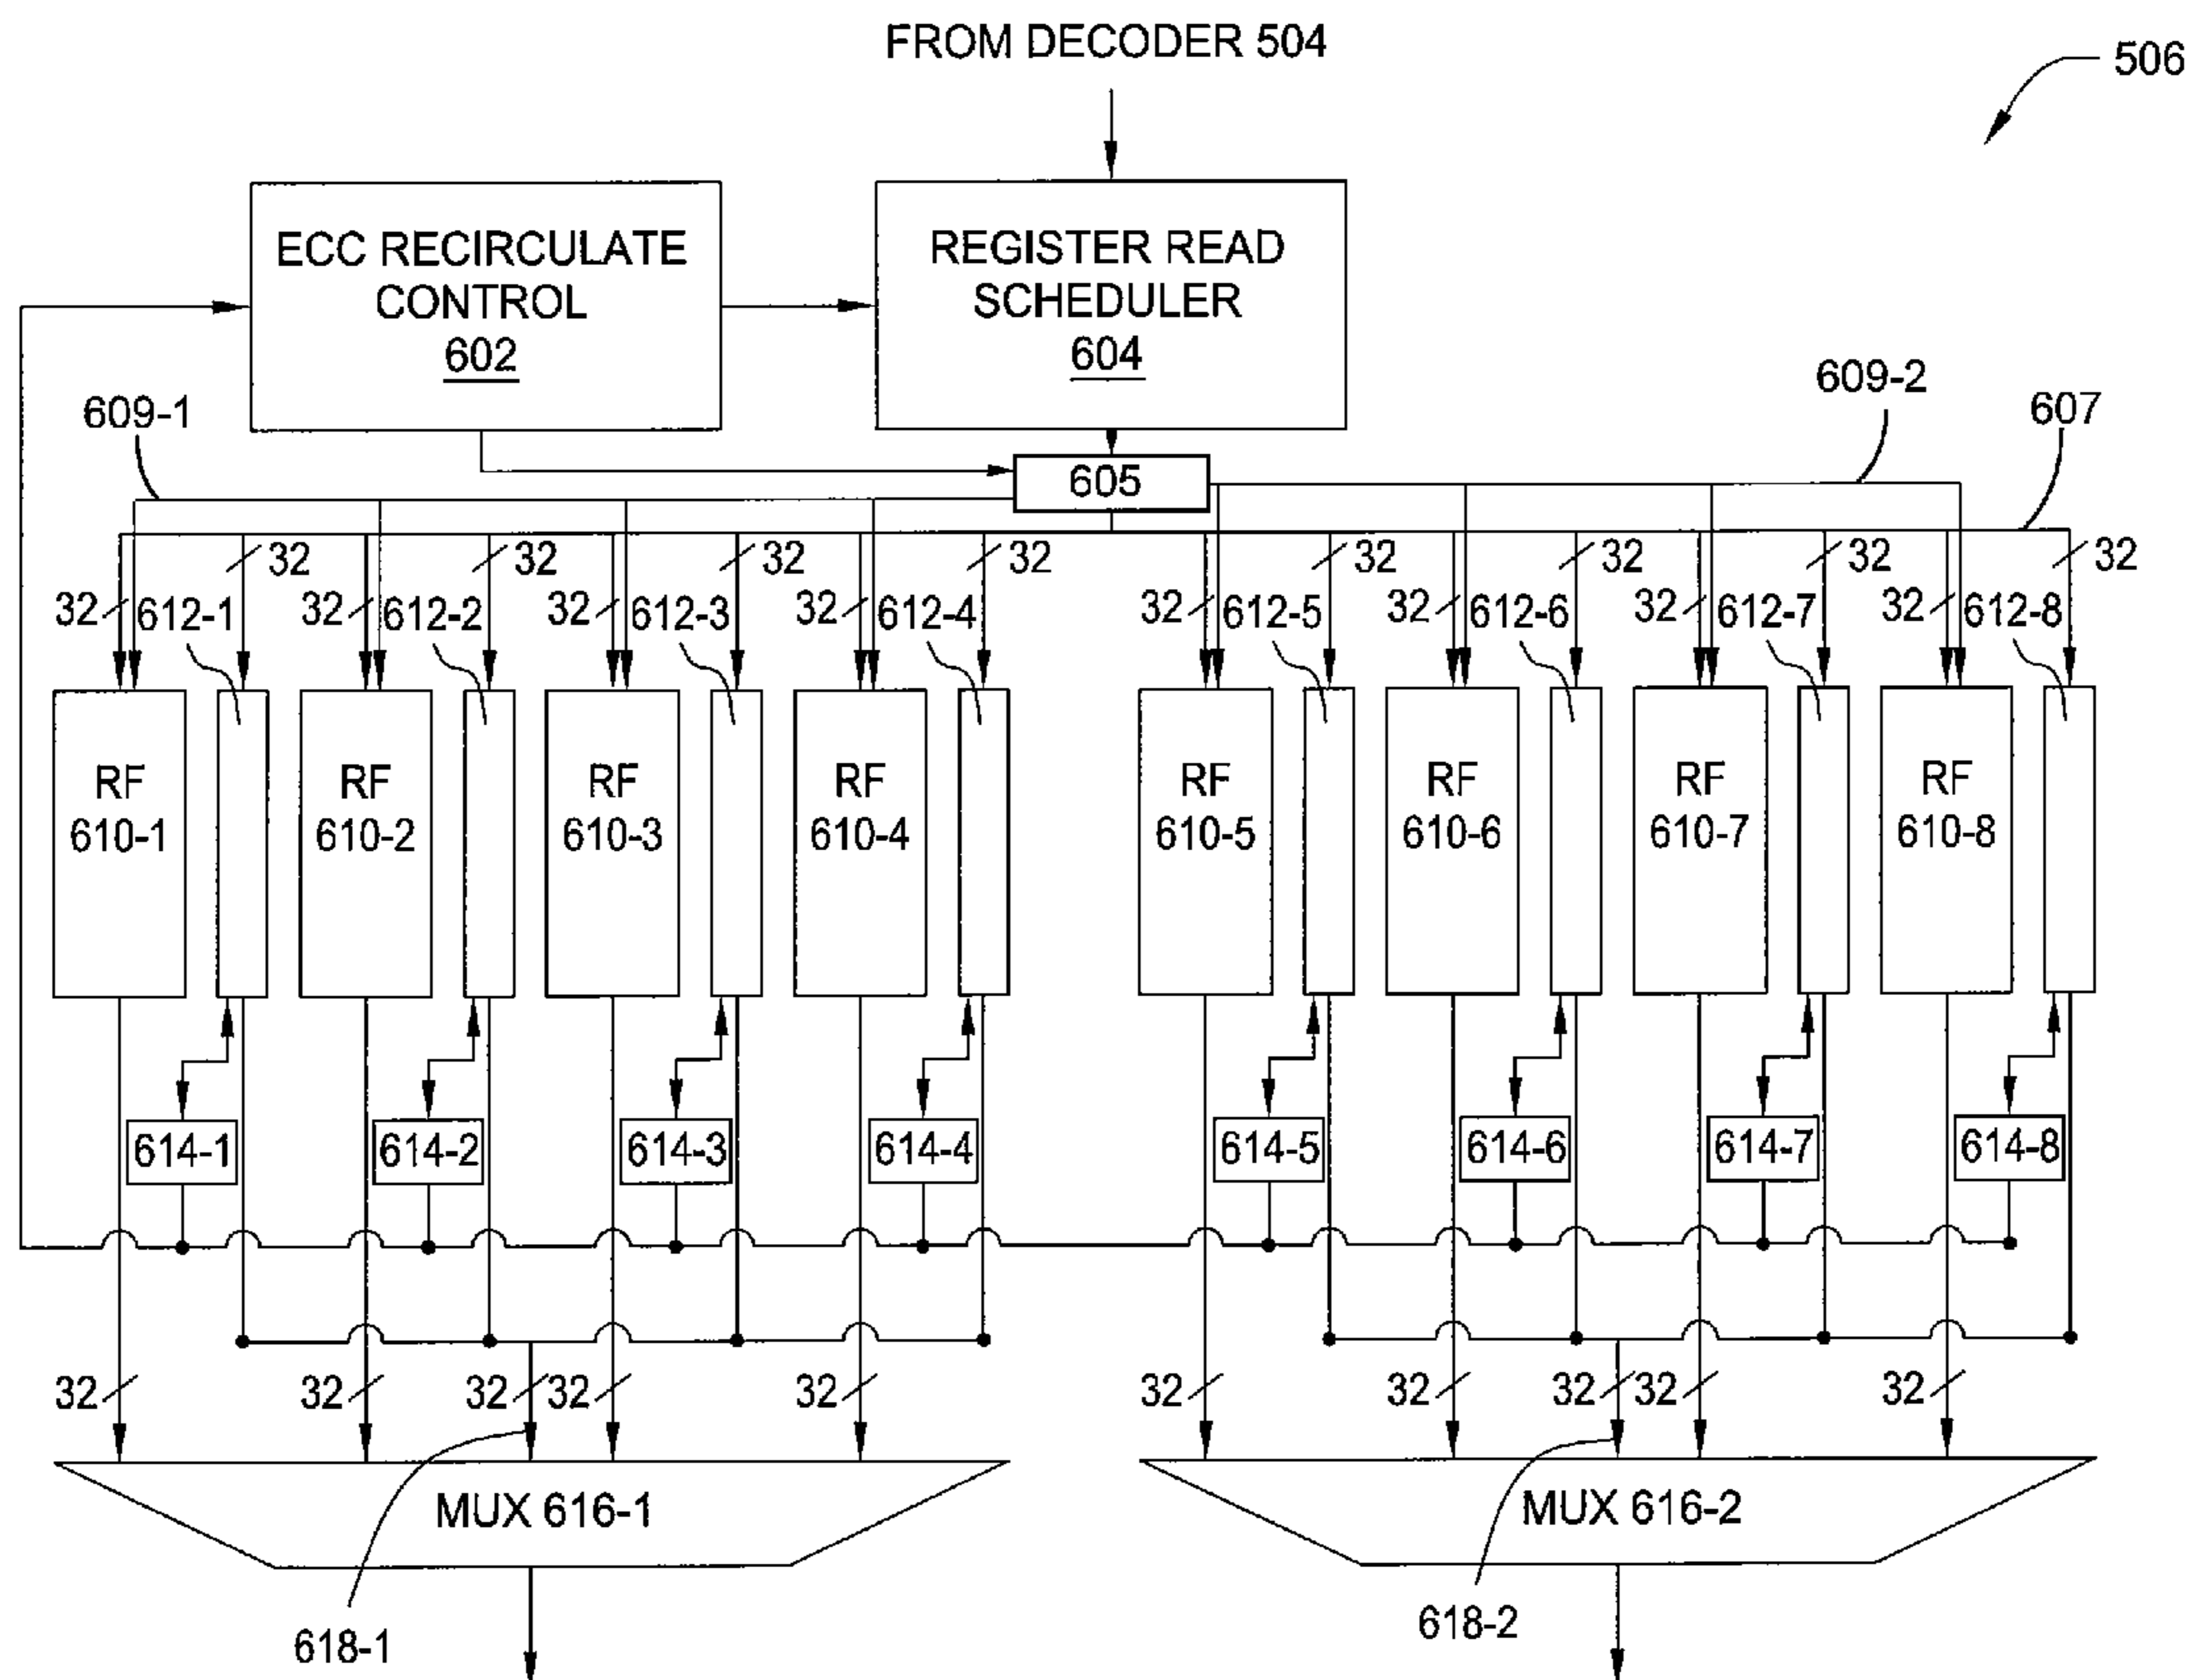 FROM DECODER 504
506
ECC RECIRCULATE
CONTROL
602
REGISTER READ
SCHEDULER
604
609-1
609-2
607
605
32 32 32 32 32 32 32 32
32 612-1 32 612-2 32 612-3 32 612-4 32 612-5 32 612-6 32 612-7 32 612-8
RF RF RF RF RF RF RF RF
610-1 610-2 610-3 610-4 610-5 610-6 610-7 610-8
614-1 614-2 614-3 614-4 614-5 614-6 614-7 614-8
32 32 32 32 32 32 32 32 32 32
MUX 616-1 MUX 616-2
618-1 618-2